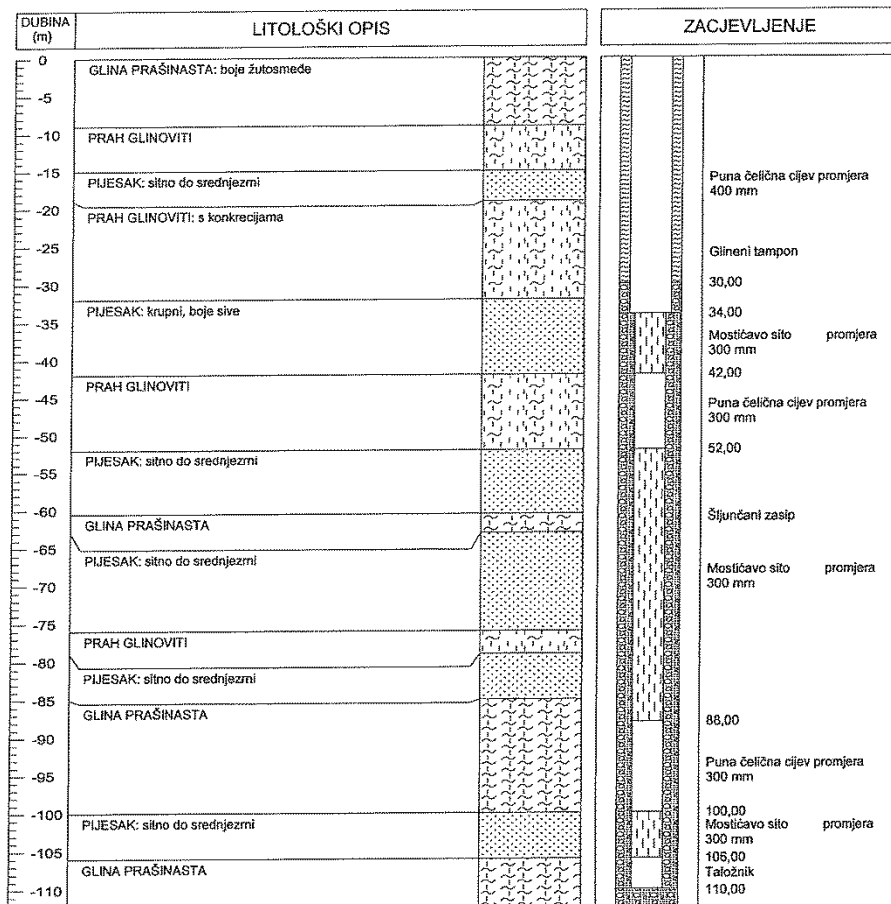 DUBINA
(m)
LITOLOŠKI OPIS
ZACJEVLJENJE
0
-5
-10
-15
-20
-25
-30
-35
-40
-45
-50
-55
-60
-65
-70
-75
-80
-85
-90
-95
-100
-105
-110
GLINA PRAŠINASTA: boje žutosmeđe
PRAH GLINOVITI
PIJESAK: sitno do srednjezrni
PRAH GLINOVITI: s konkrecijama
PIJESAK: krupni, boje sive
PRAH GLINOVITI
PIJESAK: sitno do srednjezrni
GLINA PRAŠINASTA
PIJESAK: sitno do srednjezrni
PRAH GLINOVITI
PIJESAK: sitno do srednjezrni
GLINA PRAŠINASTA
PIJESAK: sitno do srednjezrni
GLINA PRAŠINASTA
Puna čelična cijev promjera
400 mm
Glineni tampon
30,00
34,00
Mostićavo sito promjera
300 mm
42,00
Puna čelična cijev promjera
300 mm
52,00
Šljunčani zasip
Mostićavo sito promjera
300 mm
88,00
Puna čelična cijev promjera
300 mm
100,00
Mostićavo sito promjera
300 mm
106,00
Taložnik
110,00